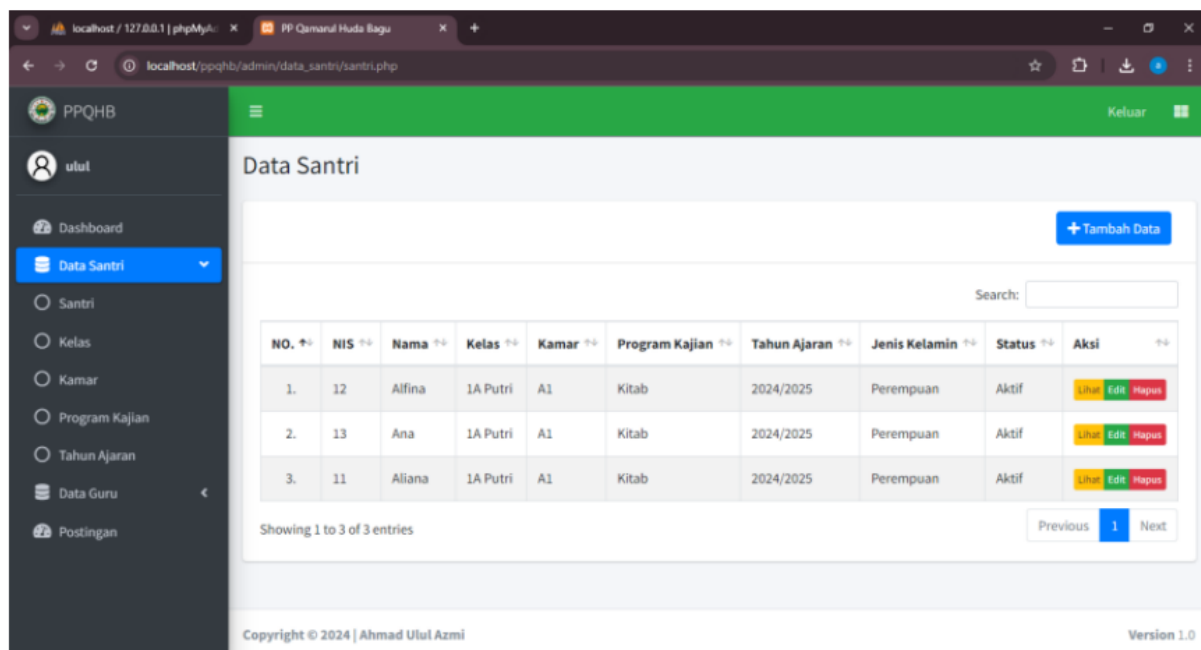 localhost / 127.0.0.1 | phpMyAd
PP Qamarul Huda Bagu
localhost/ppqhb/admin/data_santri/santri.php
PPQHB
Keluar
ulul
Data Santri
Dashboard
+ Tambah Data
Data Santri
Search:
Santri
Kelas
Kamar
Program Kajian
Tahun Ajaran
Data Guru
Postingan
NO. NIS Nama Kelas Kamar Program Kajian Tahun Ajaran Jenis Kelamin Status Aksi
1. 12 Alfina 1A Putri A1 Kitab 2024/2025 Perempuan Aktif Lihat Edit Hapus
2. 13 Ana 1A Putri A1 Kitab 2024/2025 Perempuan Aktif Lihat Edit Hapus
3. 11 Aliana 1A Putri A1 Kitab 2024/2025 Perempuan Aktif Lihat Edit Hapus
Showing 1 to 3 of 3 entries
Previous 1 Next
Copyright © 2024 | Ahmad Ulul Azmi
Version 1.0